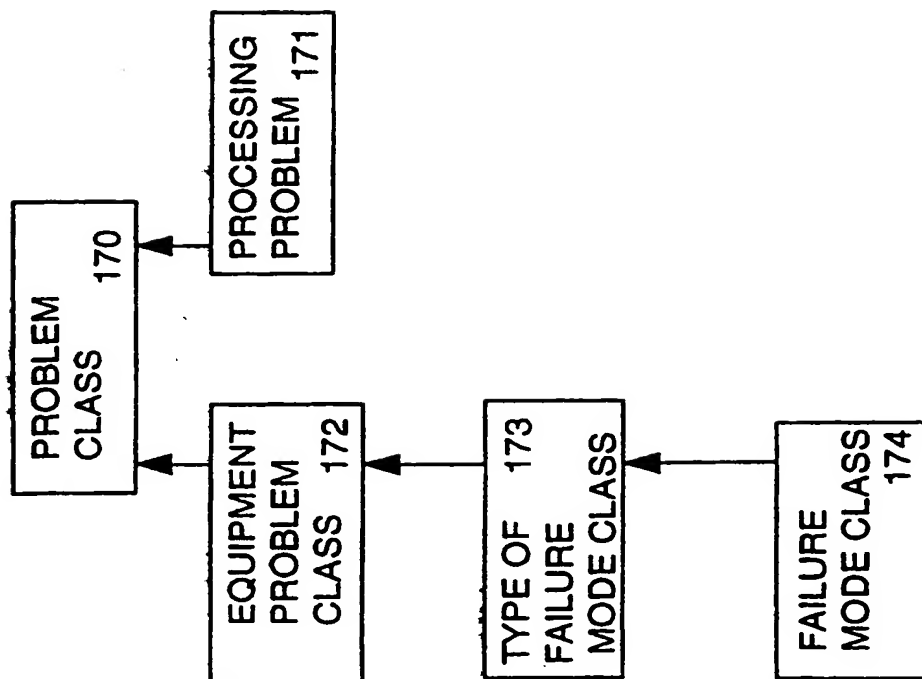 PROBLEM
CLASS
170
PROCESSING
PROBLEM
171
EQUIPMENT
PROBLEM
CLASS 172
TYPE OF 173
FAILURE
MODE CLASS
FAILURE
MODE CLASS
174